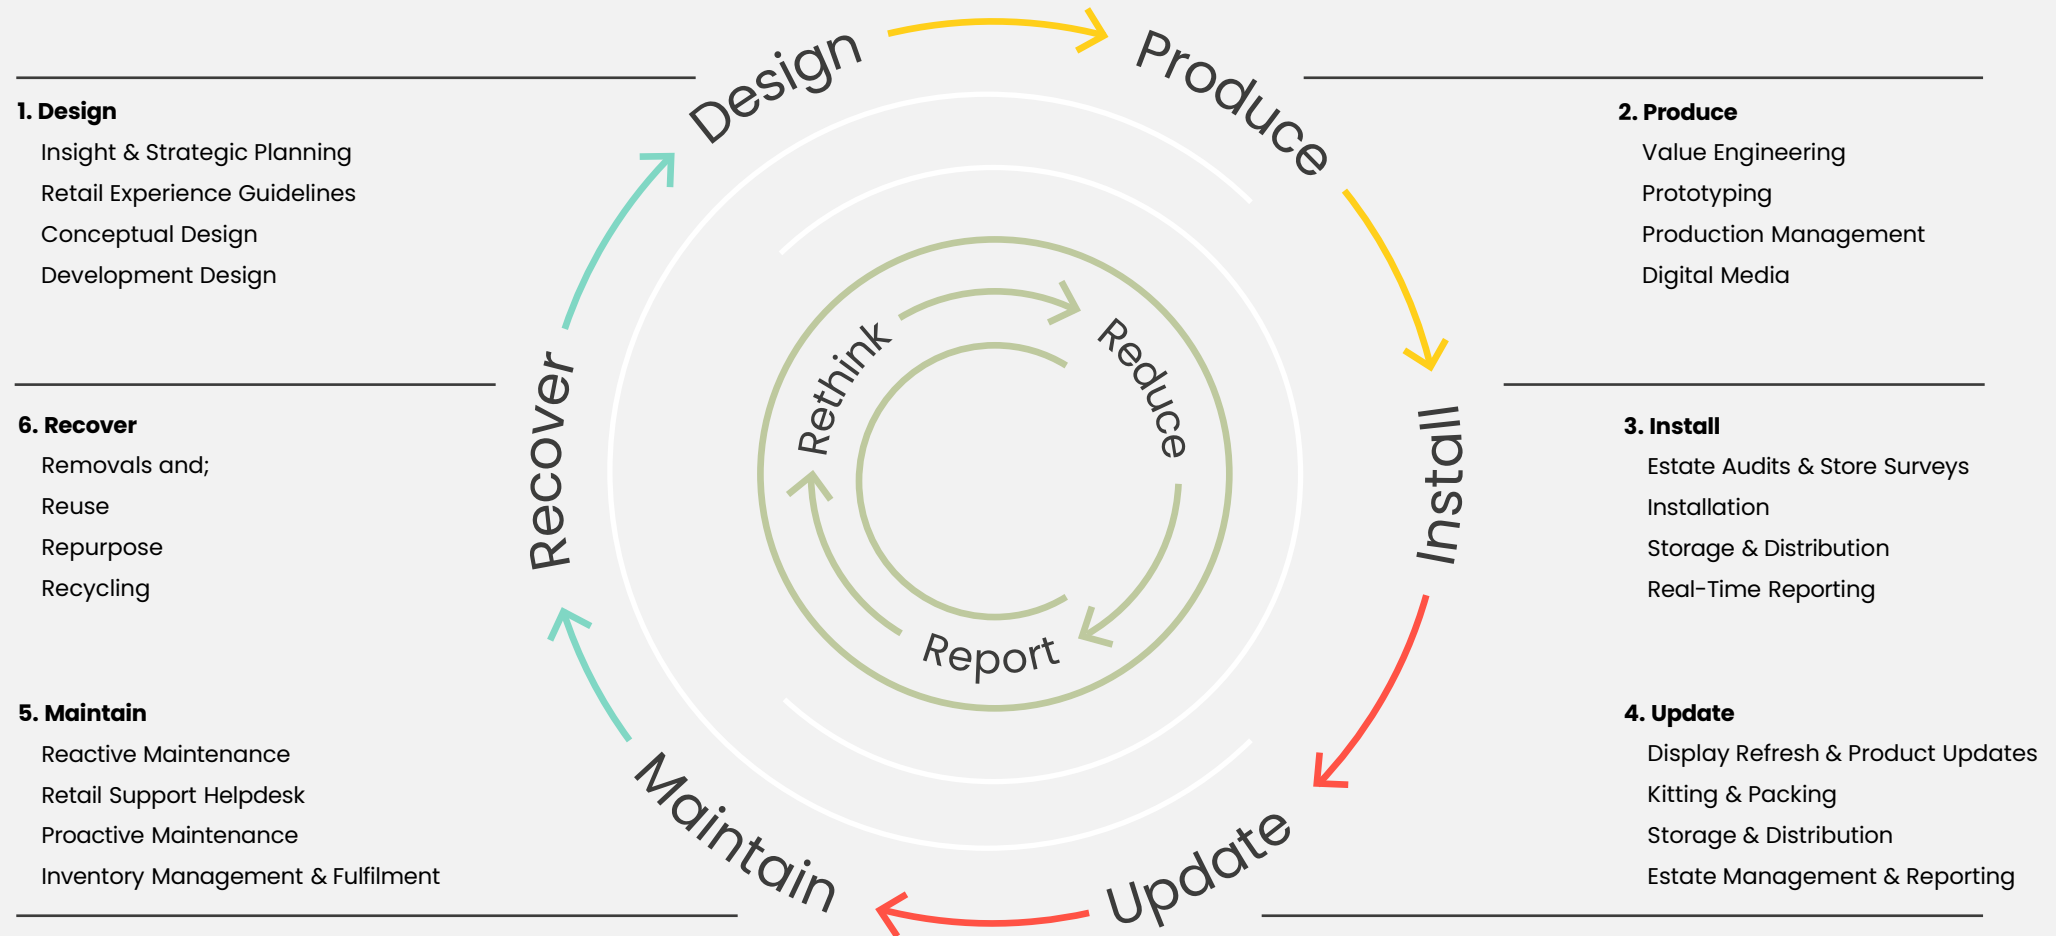 Design
Produce
Install
Update
Maintain
Recover
Rethink
Reduce
Report
1. Design
Insight & Strategic Planning
Retail Experience Guidelines
Conceptual Design
Development Design
2. Produce
Value Engineering
Prototyping
Production Management
Digital Media
3. Install
Estate Audits & Store Surveys
Installation
Storage & Distribution
Real-Time Reporting
4. Update
Display Refresh & Product Updates
Kitting & Packing
Storage & Distribution
Estate Management & Reporting
5. Maintain
Reactive Maintenance
Retail Support Helpdesk
Proactive Maintenance
Inventory Management & Fulfilment
6. Recover
Removals and;
Reuse
Repurpose
Recycling